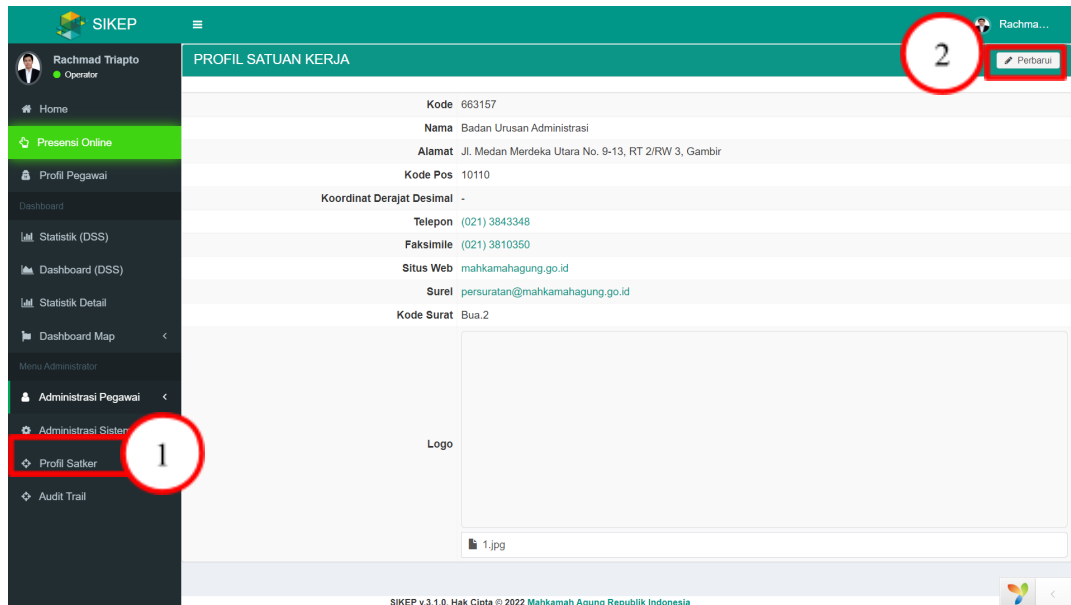 SIKEP
Rachma...
Rachmad Triapto
Operator
PROFIL SATUAN KERJA
2
Perbarui
Home
Presensi Online
Profil Pegawai
Dashboard
Statistik (DSS)
Dashboard (DSS)
Statistik Detail
Dashboard Map
Menu Administrator
Administrasi Pegawai
Administrasi Sistem
Profil Satker
1
Audit Trail
Kode 663157
Nama Badan Urusan Administrasi
Alamat Jl. Medan Merdeka Utara No. 9-13, RT 2/RW 3, Gambir
Kode Pos 10110
Koordinat Derajat Desimal -
Telepon (021) 3843348
Faksimile (021) 3810350
Situs Web mahkamahagung.go.id
Surel persuratan@mahkamahagung.go.id
Kode Surat Bua.2
Logo
1.jpg
SIKEP v.3.1.0. Hak Cipta © 2022 Mahkamah Agung Republik Indonesia